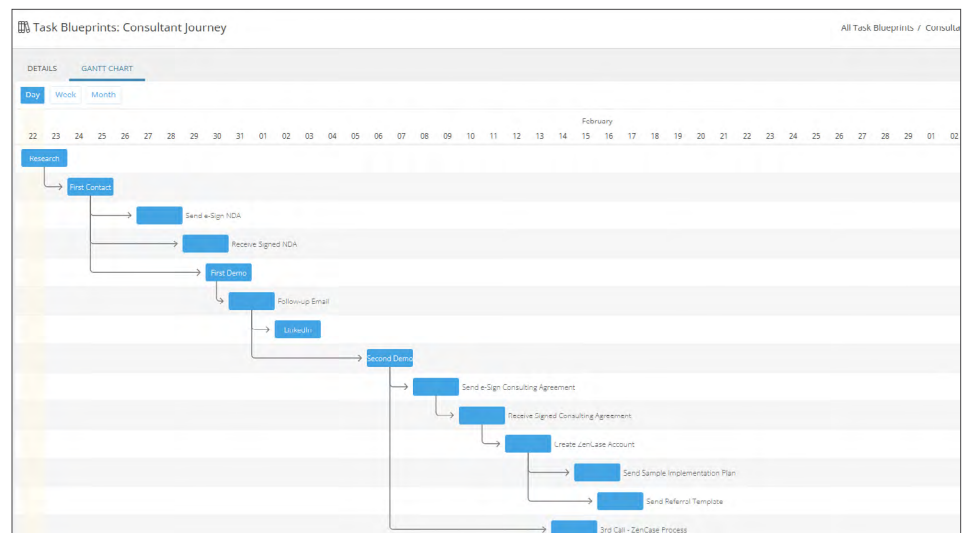 Task Blueprints: Consultant Journey
All Task Blueprints / Consulta
DETAILS GANTT CHART
Day Week Month
February
22 23 24 25 26 27 28 29 30 31 01 02 03 04 05 06 07 08 09 10 11 12 13 14 15 16 17 18 19 20 21 22 23 24 25 26 27 28 29 01 02
Research
First Contact
Send e-Sign NDA
Receive Signed NDA
First Demo
Follow-up Email
LinkedIn
Second Demo
Send e-Sign Consulting Agreement
Receive Signed Consulting Agreement
Create ZenCase Account
Send Sample Implementation Plan
Send Referral Template
3rd Call - ZenCase Process